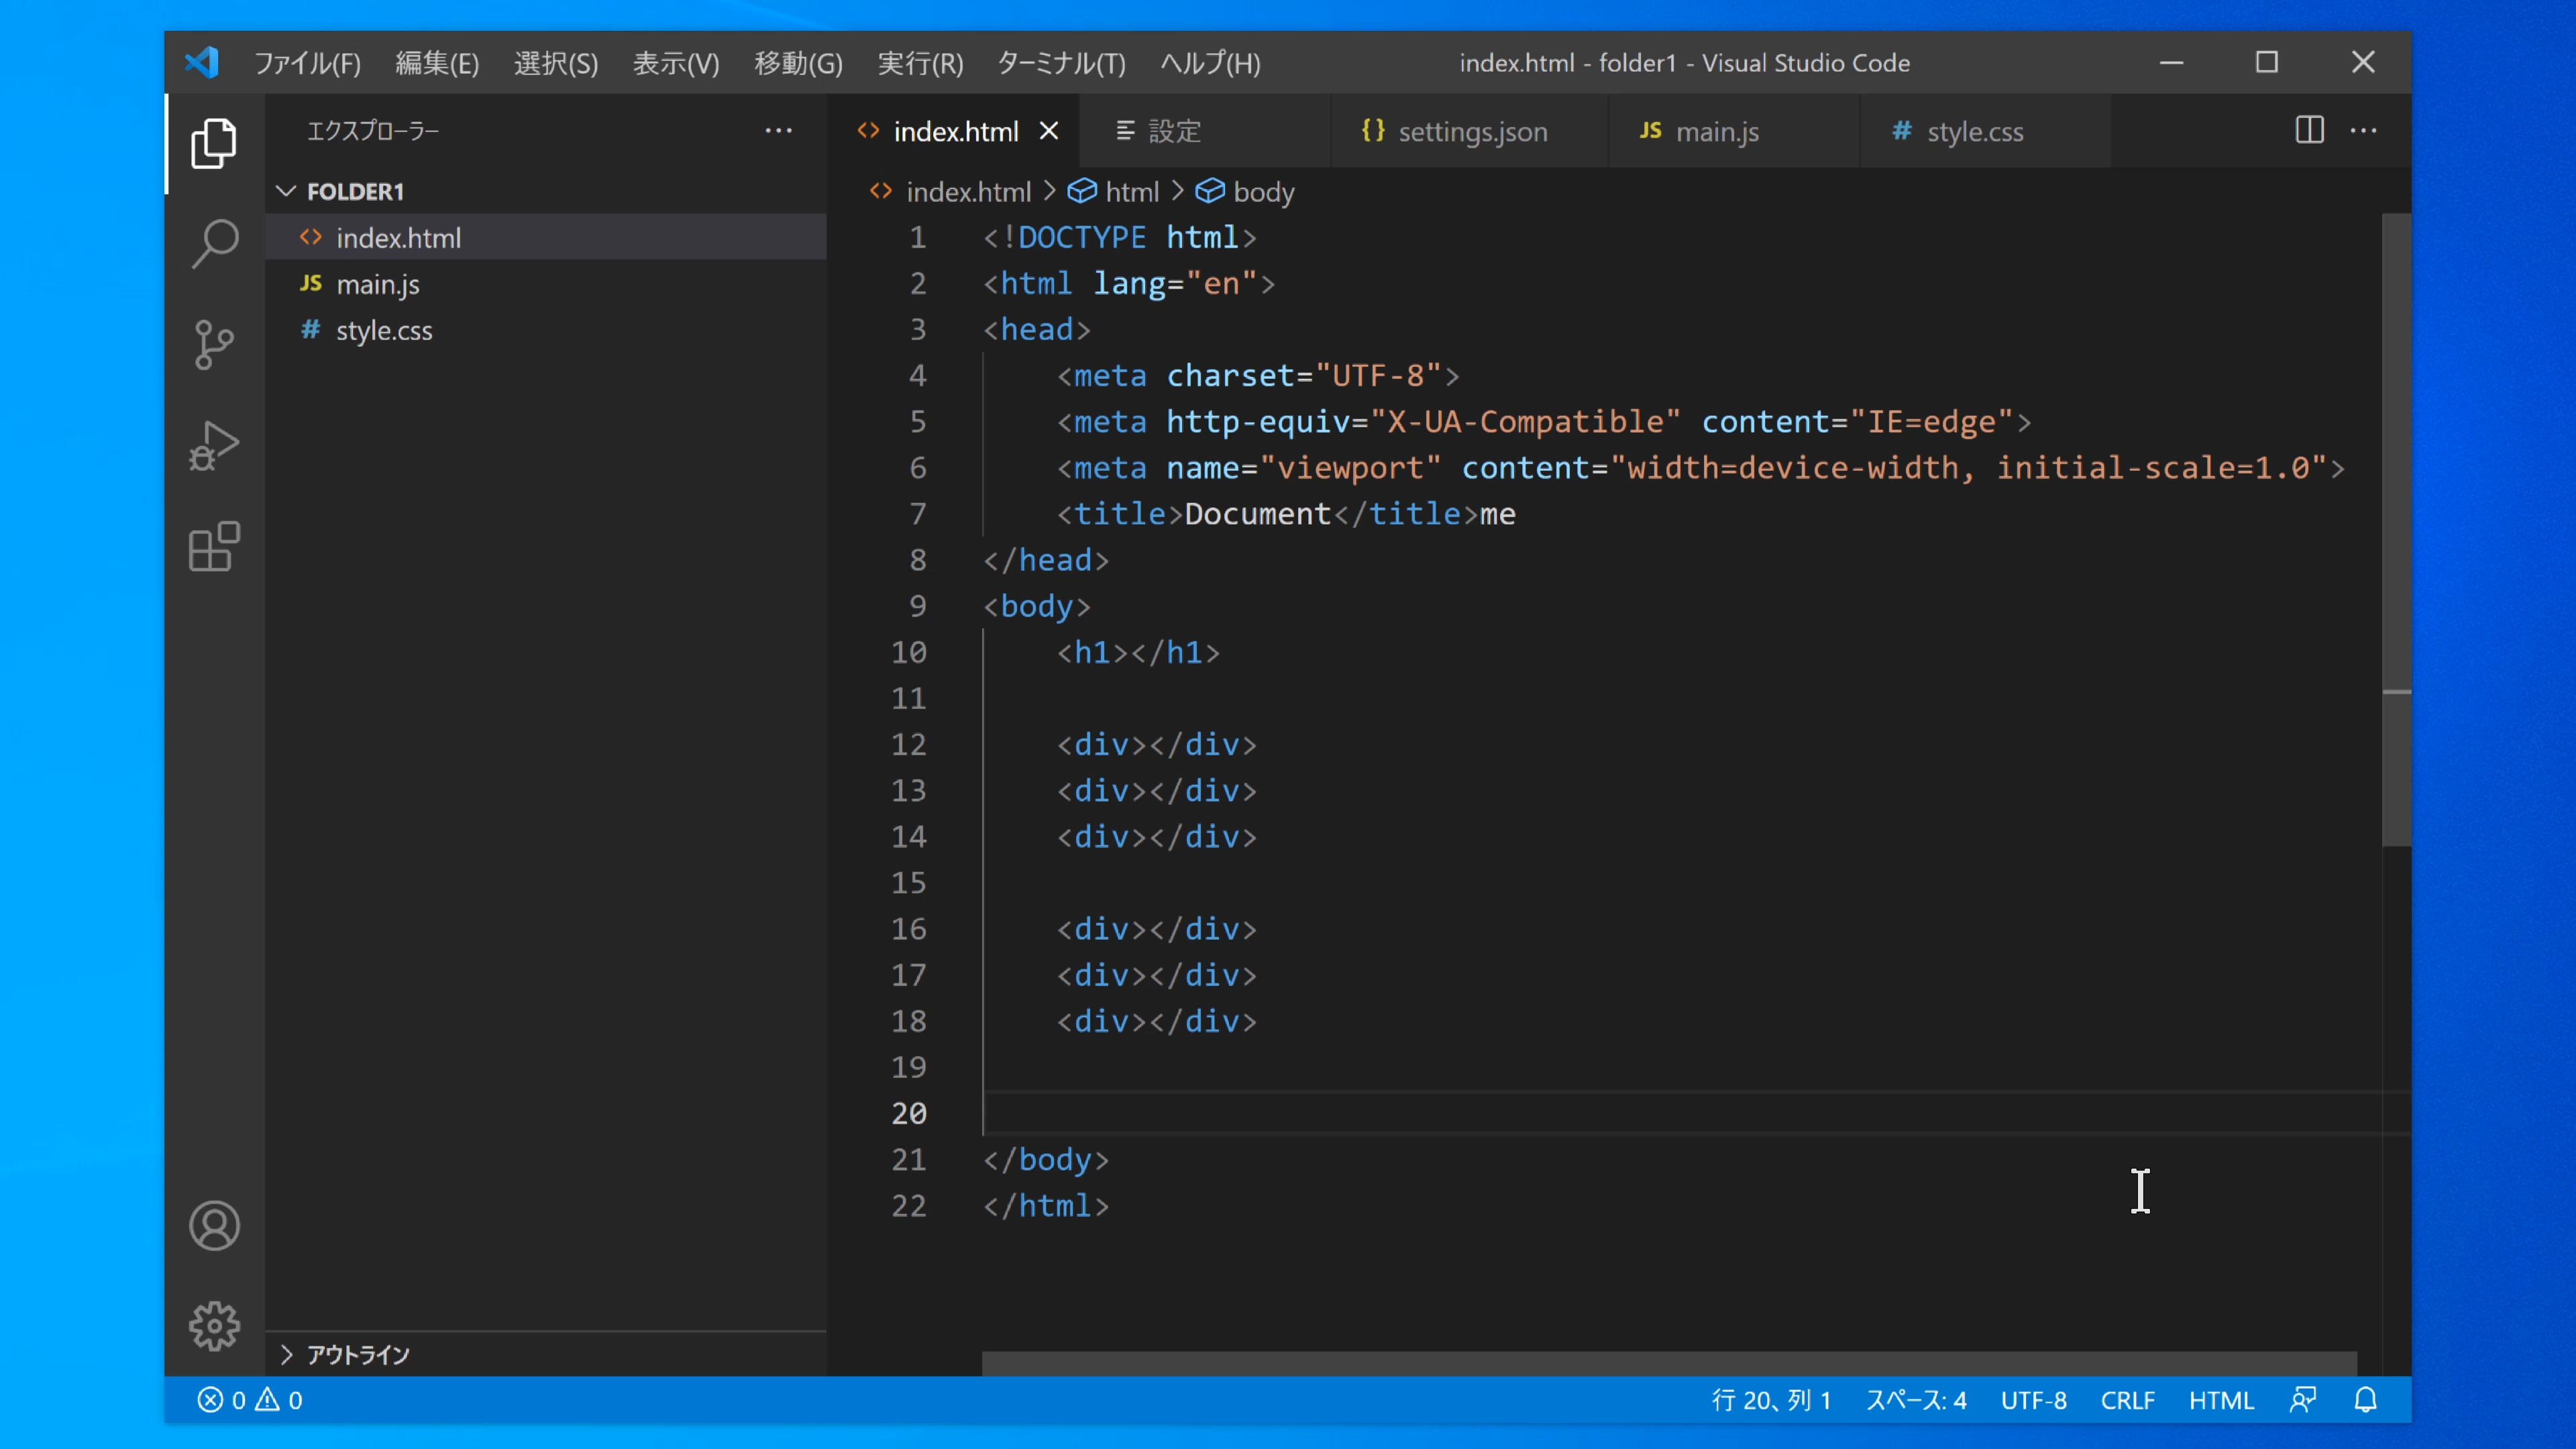 ファイル(F) 編集(E) 選択(S) 表示(V) 移動(G) 実行(R) ターミナル(T) ヘルプ(H) index.html - folder1 - Visual Studio Code
エクスプローラー
FOLDER1
index.html
JS main.js
# style.css
アウトライン
index.html 設定 {} settings.json JS main.js # style.css
index.html > html > body
1 <!DOCTYPE html>
2 <html lang="en">
3 <head>
4 <meta charset="UTF-8">
5 <meta http-equiv="X-UA-Compatible" content="IE=edge">
6 <meta name="viewport" content="width=device-width, initial-scale=1.0">
7 <title>Document</title>me
8 </head>
9 <body>
10 <h1></h1>
11
12 <div></div>
13 <div></div>
14 <div></div>
15
16 <div></div>
17 <div></div>
18 <div></div>
19
20
21 </body>
22 </html>
0 0 行 20、列 1 スペース: 4 UTF-8 CRLF HTML